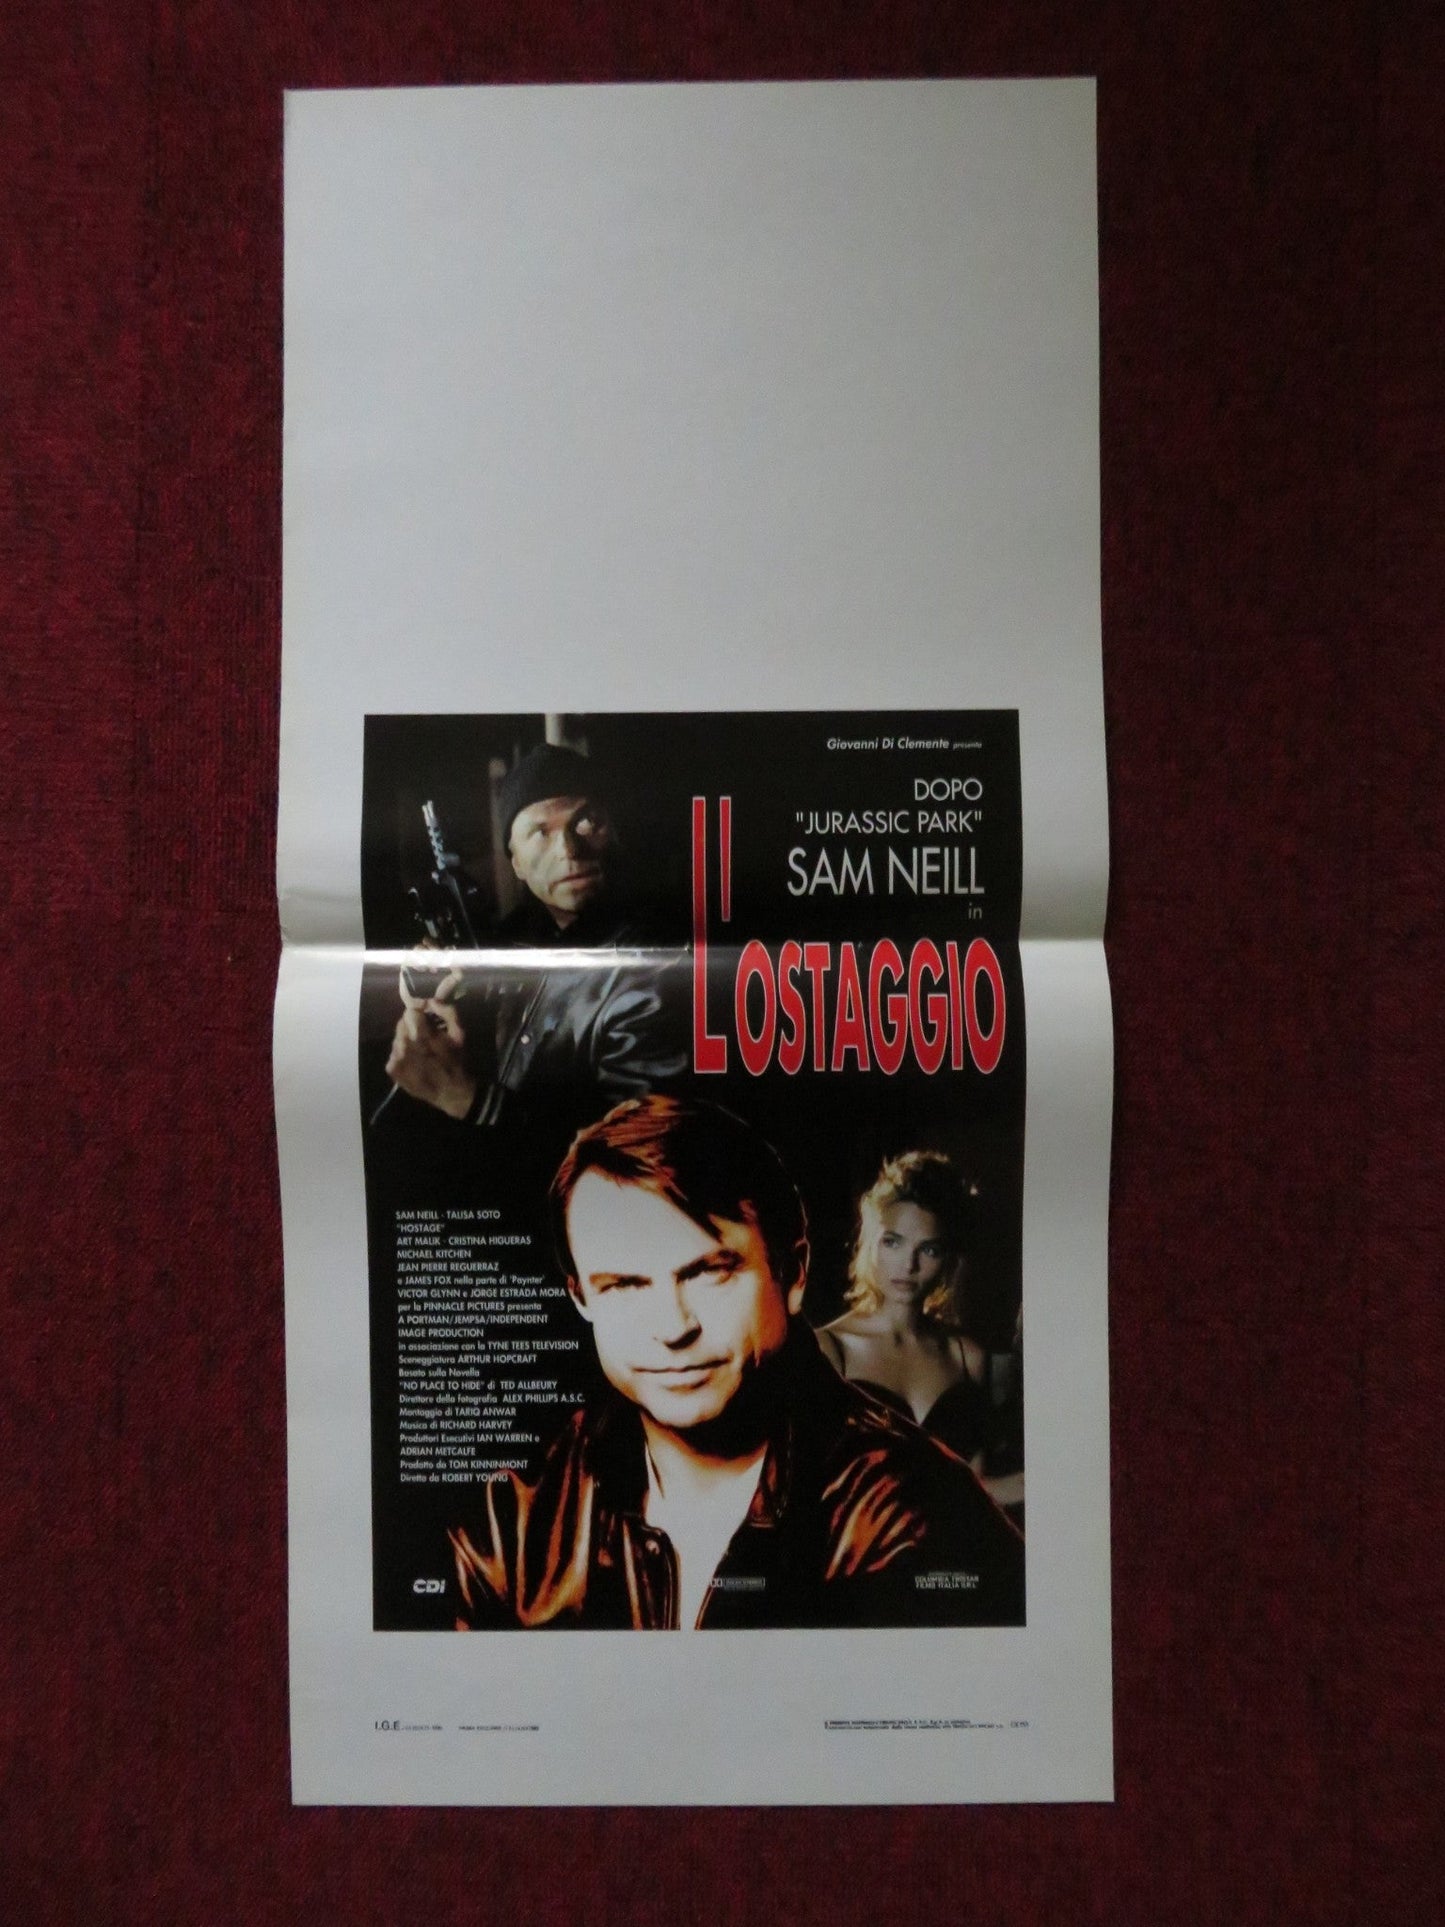 Giovanni Di Clemente presenta
DOPO
"JURASSIC PARK"
SAM NEILL
in
L'OSTAGGIO
SAM NEILL - TALISA SOTO
"HOSTAGE"
ART MALIK - CRISTINA HIGUERAS
MICHAEL KITCHEN
JEAN PIERRE REGUERRAZ
e JAMES FOX nella parte di 'Paynter'
VICTOR GLYNN e JORGE ESTRADA MORA
per la PINNACLE PICTURES presenta
A PORTMAN/JEMPSA/INDEPENDENT
IMAGE PRODUCTION
in associazione con la TYNE TEES TELEVISION
Sceneggiatura ARTHUR HOPCRAFT
Basato sulla Novella
"NO PLACE TO HIDE" di TED ALLBEURY
Direttore della fotografia ALEX PHILLIPS A.S.C.
Montaggio di TARIQ ANWAR
Musica di RICHARD HARVEY
Produttori Esecutivi IAN WARREN e
ADRIAN METCALFE
Prodotto da TOM KINNINMONT
Diretto da ROBERT YOUNG
CDI
COLUMBIA TRISTAR
FILMS ITALIA S.R.L.
I.G.E.